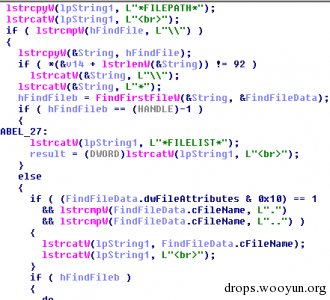 lstrcpyW(lpString1, L"*FILEPATH*");
lstrcatW(lpString1, L"<br>");
if ( lstrcmpW(hFindFile, L"\\") )
{
lstrcpyW(&String, hFindFile);
if ( *(&v14 + lstrlenW(&String)) != 92 )
lstrcatW(&String, L"\\");
lstrcatW(&String, L"*");
hFindFileb = FindFirstFileW(&String, &FindFileData);
if ( hFindFileb == (HANDLE)-1 )
{
ABEL_27:
lstrcatW(lpString1, L"*FILELIST*");
result = (DWORD)lstrcatW(lpString1, L"<br>");
}
else
{
if ( (FindFileData.dwFileAttributes & 0x10) == 1
&& lstrcmpW(FindFileData.cFileName, L".")
&& lstrcmpW(FindFileData.cFileName, L"..") )
{
lstrcatW(lpString1, FindFileData.cFileName);
lstrcatW(lpString1, L"<br>");
}
if ( hFindFileb )
{
do
drops.wooyun.org